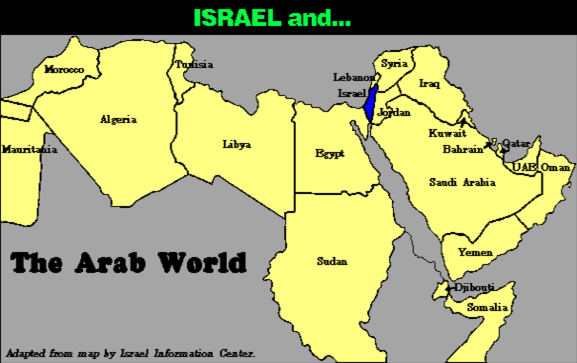 ISRAEL and...
Morocco
Tunisia
Algeria
Libya
Egypt
Mauritania
Sudan
Lebanon
Syria
Israel
Iraq
Jordan
Kuwait
Bahrain
Qatar
UAE
Oman
Saudi Arabia
Yemen
Djibouti
Somalia
The Arab World
Adapted from map by Israel Information Center.